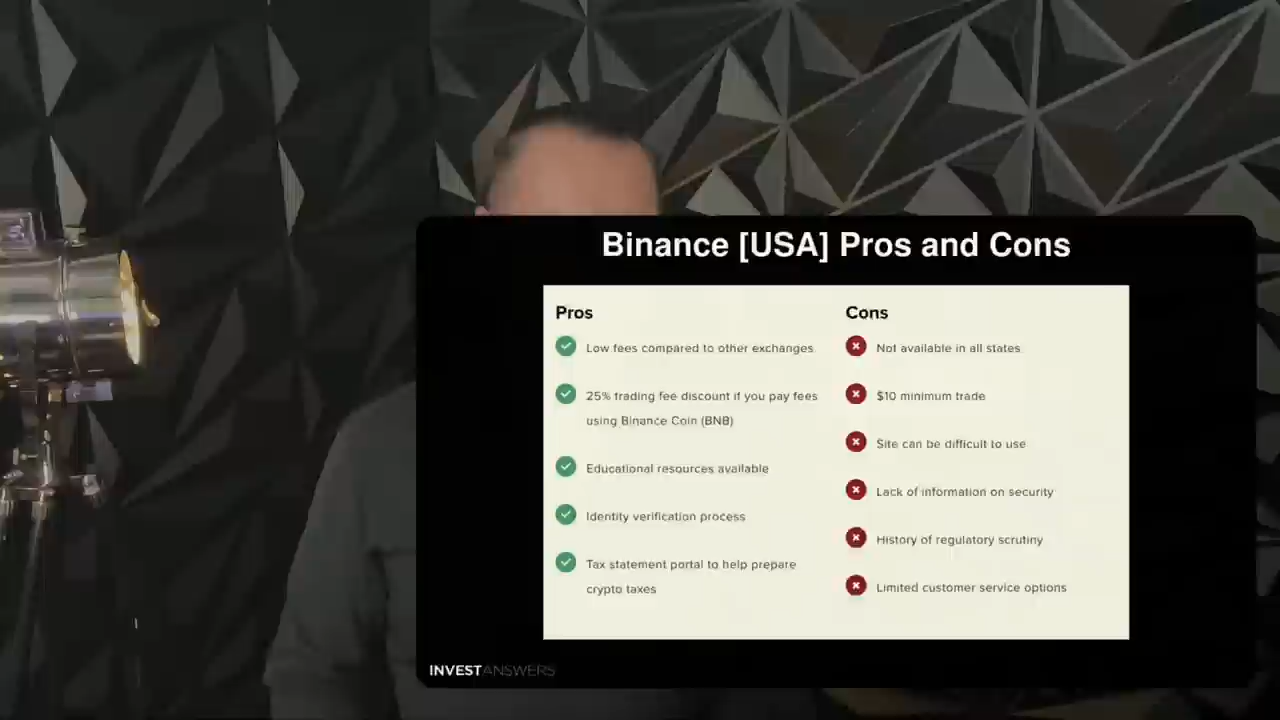 Binance [USA] Pros and Cons
Pros
Low fees compared to other exchanges
25% trading fee discount if you pay fees
using Binance Coin (BNB)
Educational resources available
Identity verification process
Tax statement portal to help prepare
crypto taxes
Cons
Not available in all states
$10 minimum trade
Site can be difficult to use
Lack of information on security
History of regulatory scrutiny
Limited customer service options
INVESTANSWERS